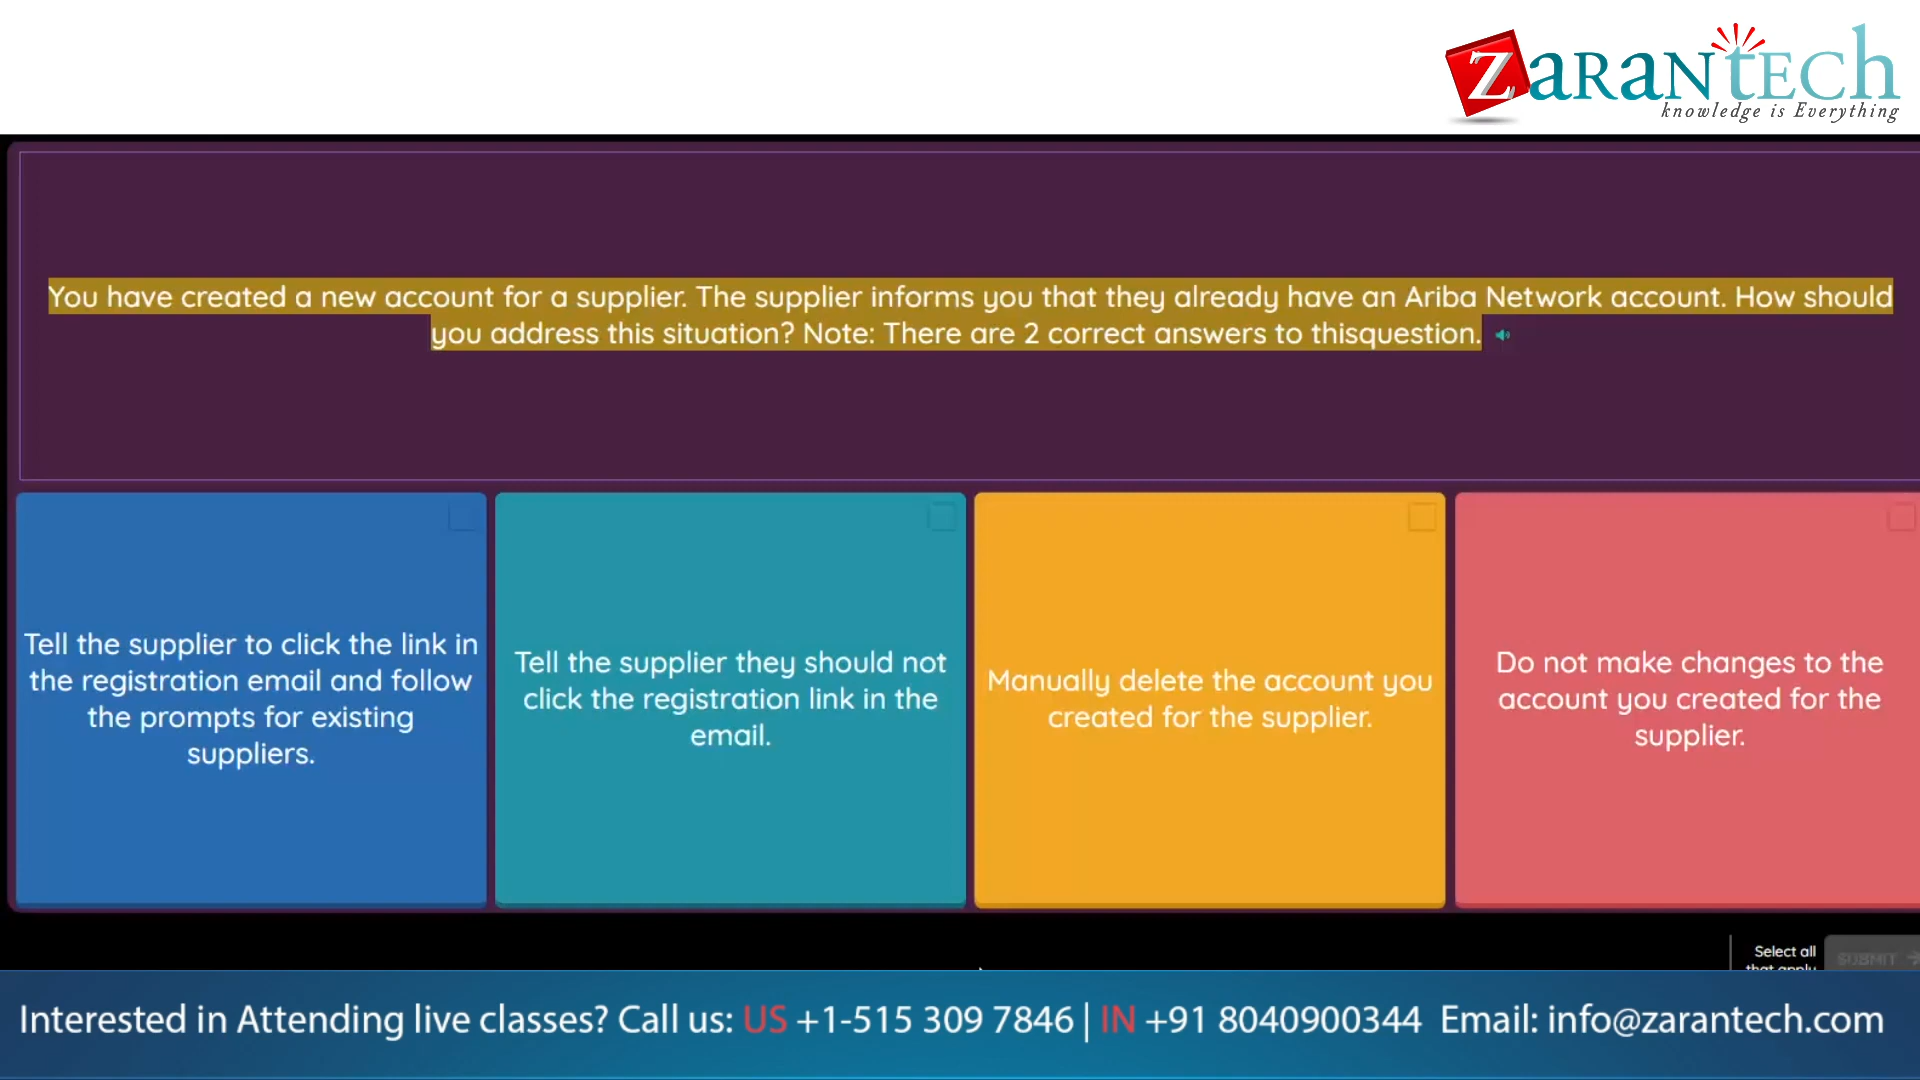 ZaranTech
knowledge is Everything
You have created a new account for a supplier. The supplier informs you that they already have an Ariba Network account. How should
you address this situation? Note: There are 2 correct answers to thisquestion.
Tell the supplier to click the link in
the registration email and follow
the prompts for existing
suppliers.
Tell the supplier they should not
click the registration link in the
email.
Manually delete the account you
created for the supplier.
Do not make changes to the
account you created for the
supplier.
Select all
that apply
SUBMIT
Interested in Attending live classes? Call us: US +1-515 309 7846 | IN +91 8040900344 Email: info@zarantech.com